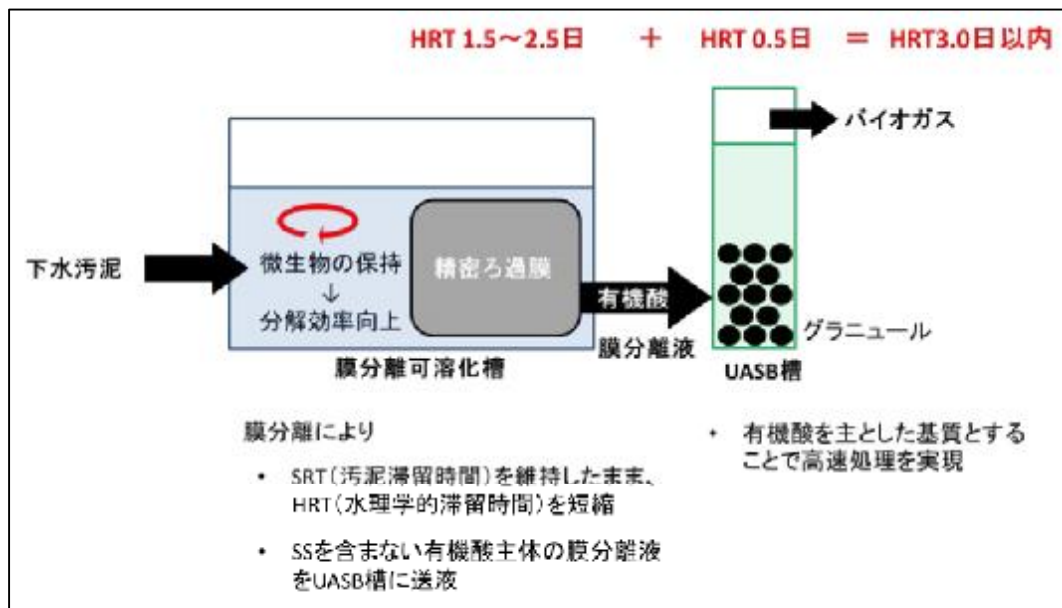 HRT 1.5～2.5日 + HRT 0.5日 = HRT3.0日以内
バイオガス
下水汚泥
微生物の保持
↓
分解効率向上
精密ろ過膜
有機酸
膜分離液
グラニュール
膜分離可溶化槽
UASB槽
膜分離により
• SRT(汚泥滞留時間)を維持したまま、
HRT(水理学的滞留時間)を短縮
• SSを含まない有機酸主体の膜分離液
をUASB槽に送液
• 有機酸を主とした基質とする
ことで高速処理を実現